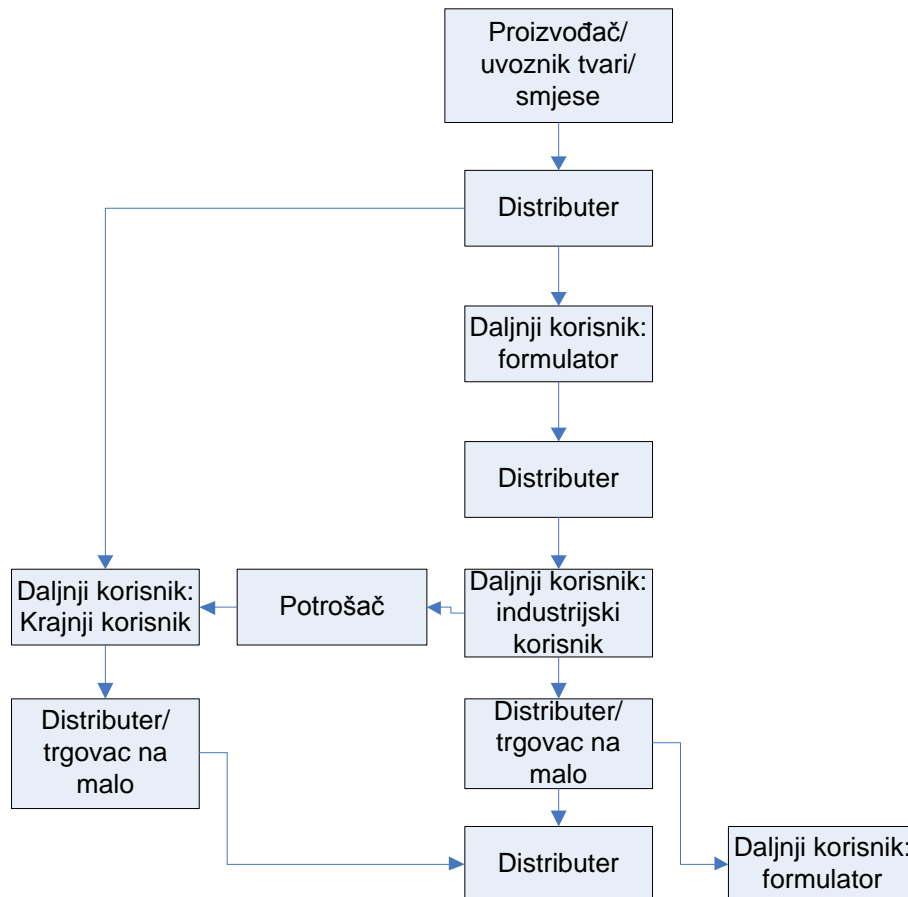 Proizvođač/
uvoznik tvari/
smjese
Distributer
Daljnji korisnik:
formulator
Distributer
Daljnji korisnik:
Krajnji korisnik
Potrošač
Daljnji korisnik:
industrijski
korisnik
Distributer/
trgovac na
malo
Distributer/
trgovac na
malo
Distributer
Daljnji korisnik:
formulator